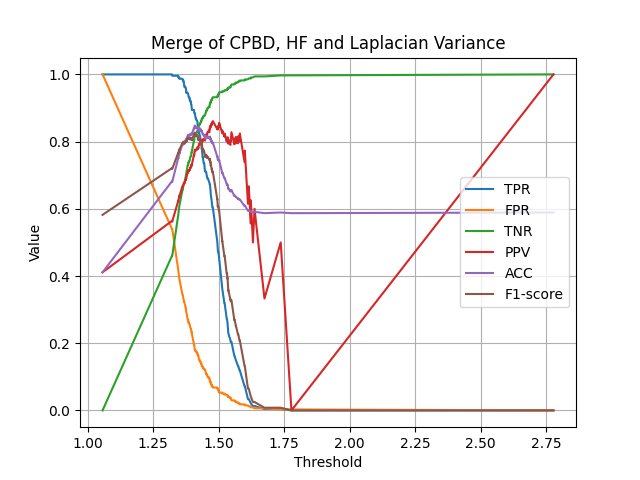 Merge of CPBD, HF and Laplacian Variance
Value
1.0
0.8
0.6
0.4
0.2
0.0
TPR
FPR
TNR
PPV
ACC
F1-score
1.00 1.25 1.50 1.75 2.00 2.25 2.50 2.75
Threshold